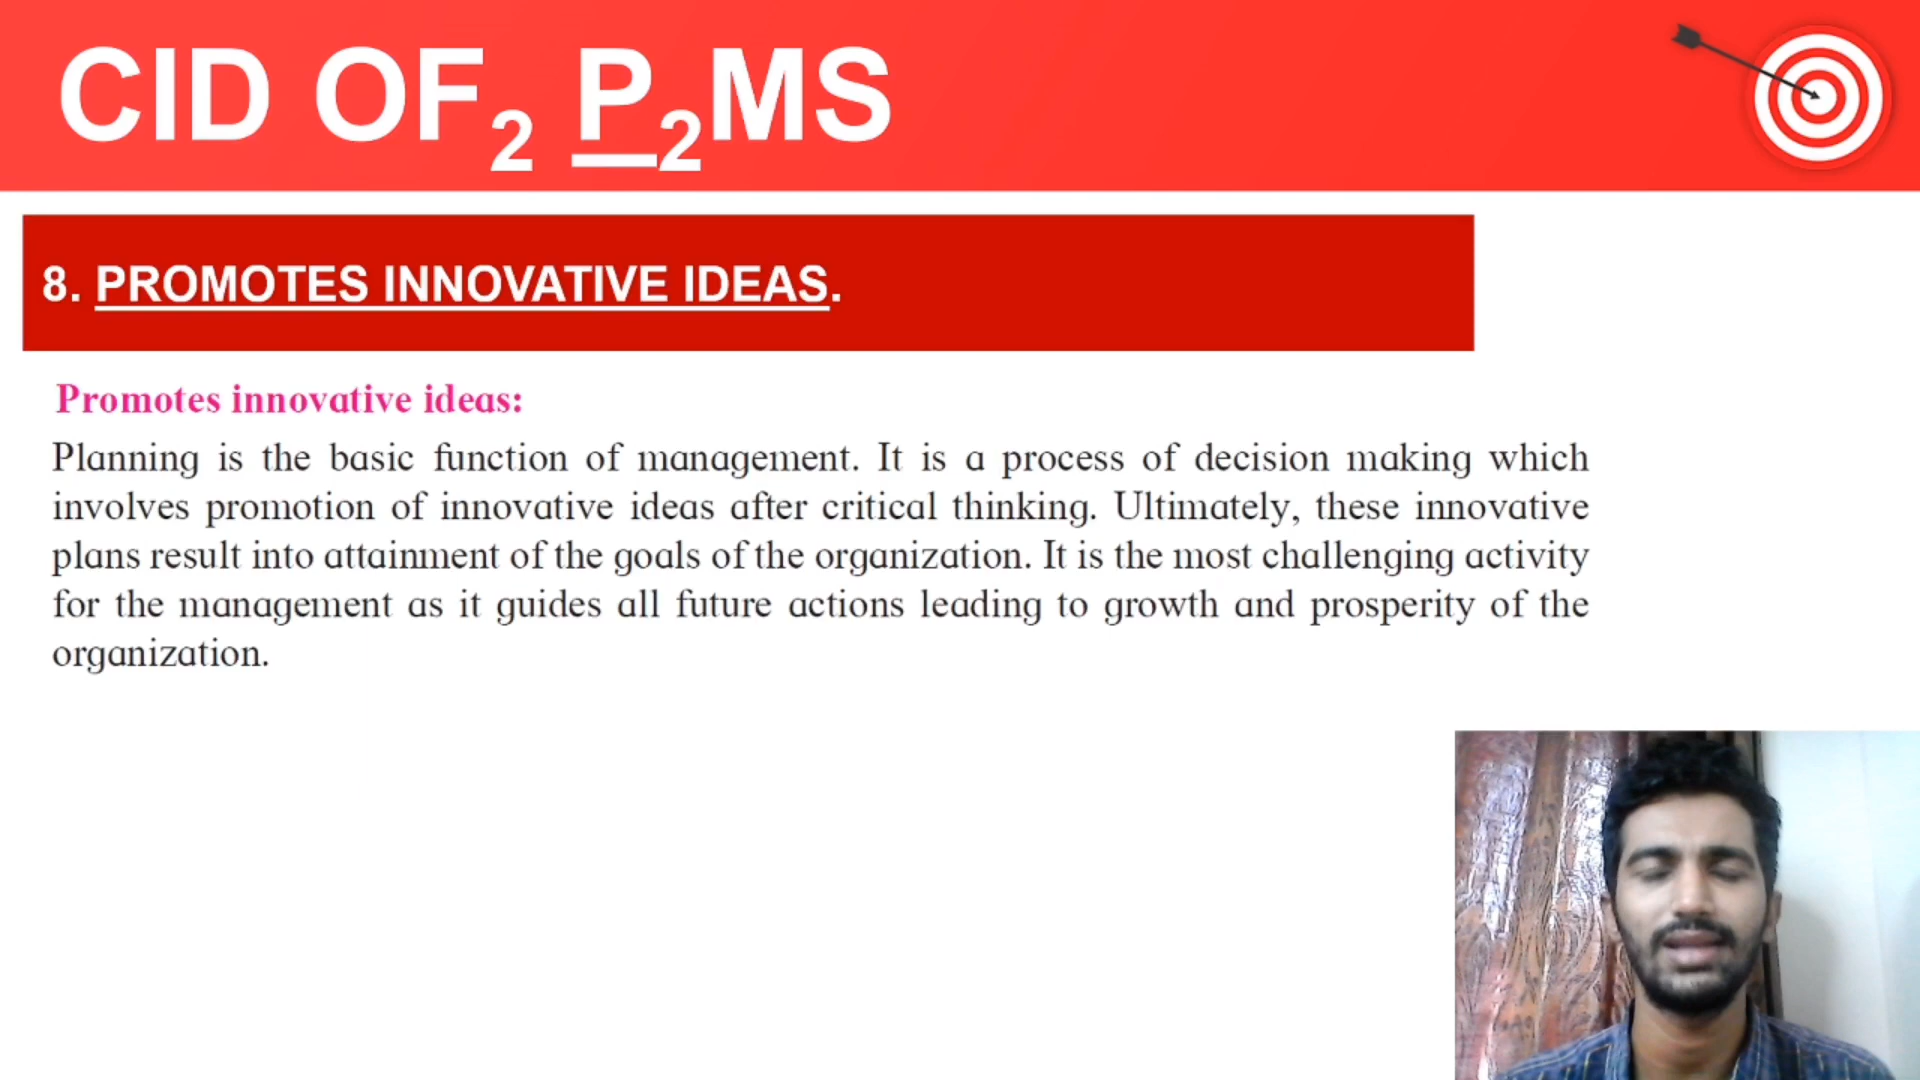 CID OF₂ P₂MS
8. PROMOTES INNOVATIVE IDEAS.
Promotes innovative ideas:
Planning is the basic function of management. It is a process of decision making which
involves promotion of innovative ideas after critical thinking. Ultimately, these innovative
plans result into attainment of the goals of the organization. It is the most challenging activity
for the management as it guides all future actions leading to growth and prosperity of the
organization.